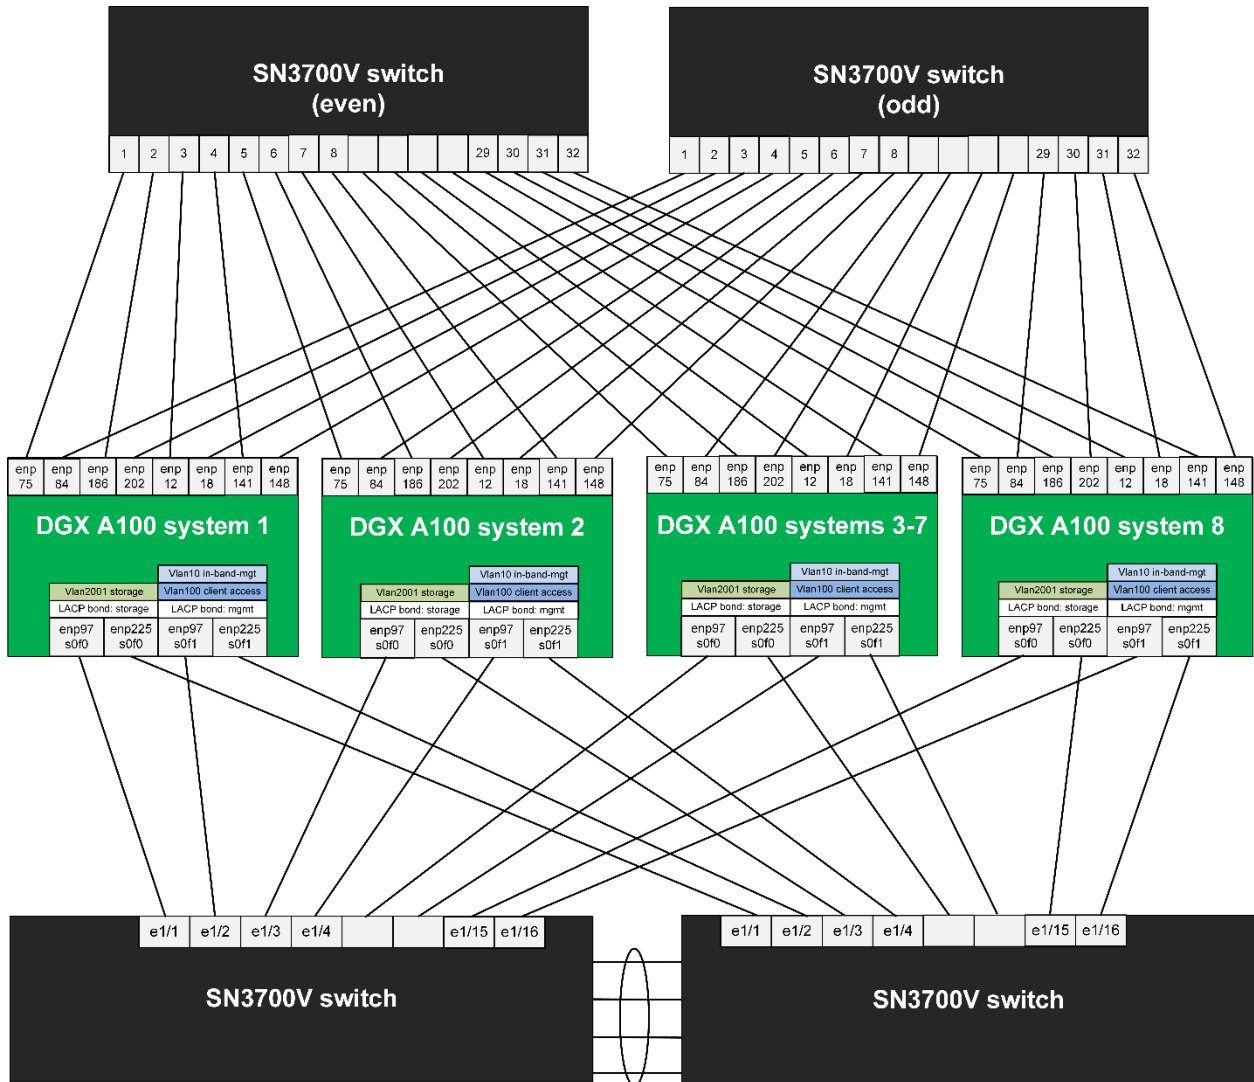 SN3700V switch
(even)
SN3700V switch
(odd)
1 2 3 4 5 6 7 8 29 30 31 32
1 2 3 4 5 6 7 8 29 30 31 32
enp 75 enp 84 enp 186 enp 202 enp 12 enp 18 enp 141 enp 148
enp 75 enp 84 enp 186 enp 202 enp 12 enp 18 enp 141 enp 148
enp 75 enp 84 enp 186 enp 202 enp 12 enp 18 enp 141 enp 148
enp 75 enp 84 enp 186 enp 202 enp 12 enp 18 enp 141 enp 148
DGX A100 system 1
Vlan10 in-band-mgt
Vlan2001 storage Vlan100 client access
LACP bond: storage LACP bond: mgmt
enp97 s0f0 enp225 s0f0 enp97 s0f1 enp225 s0f1
DGX A100 system 2
Vlan10 in-band-mgt
Vlan2001 storage Vlan100 client access
LACP bond: storage LACP bond: mgmt
enp97 s0f0 enp225 s0f0 enp97 s0f1 enp225 s0f1
DGX A100 systems 3-7
Vlan10 in-band-mgt
Vlan2001 storage Vlan100 client access
LACP bond: storage LACP bond: mgmt
enp97 s0f0 enp225 s0f0 enp97 s0f1 enp225 s0f1
DGX A100 system 8
Vlan10 in-band-mgt
Vlan2001 storage Vlan100 client access
LACP bond: storage LACP bond: mgmt
enp97 s0f0 enp225 s0f0 enp97 s0f1 enp225 s0f1
e1/1 e1/2 e1/3 e1/4 e1/15 e1/16
SN3700V switch
e1/1 e1/2 e1/3 e1/4 e1/15 e1/16
SN3700V switch